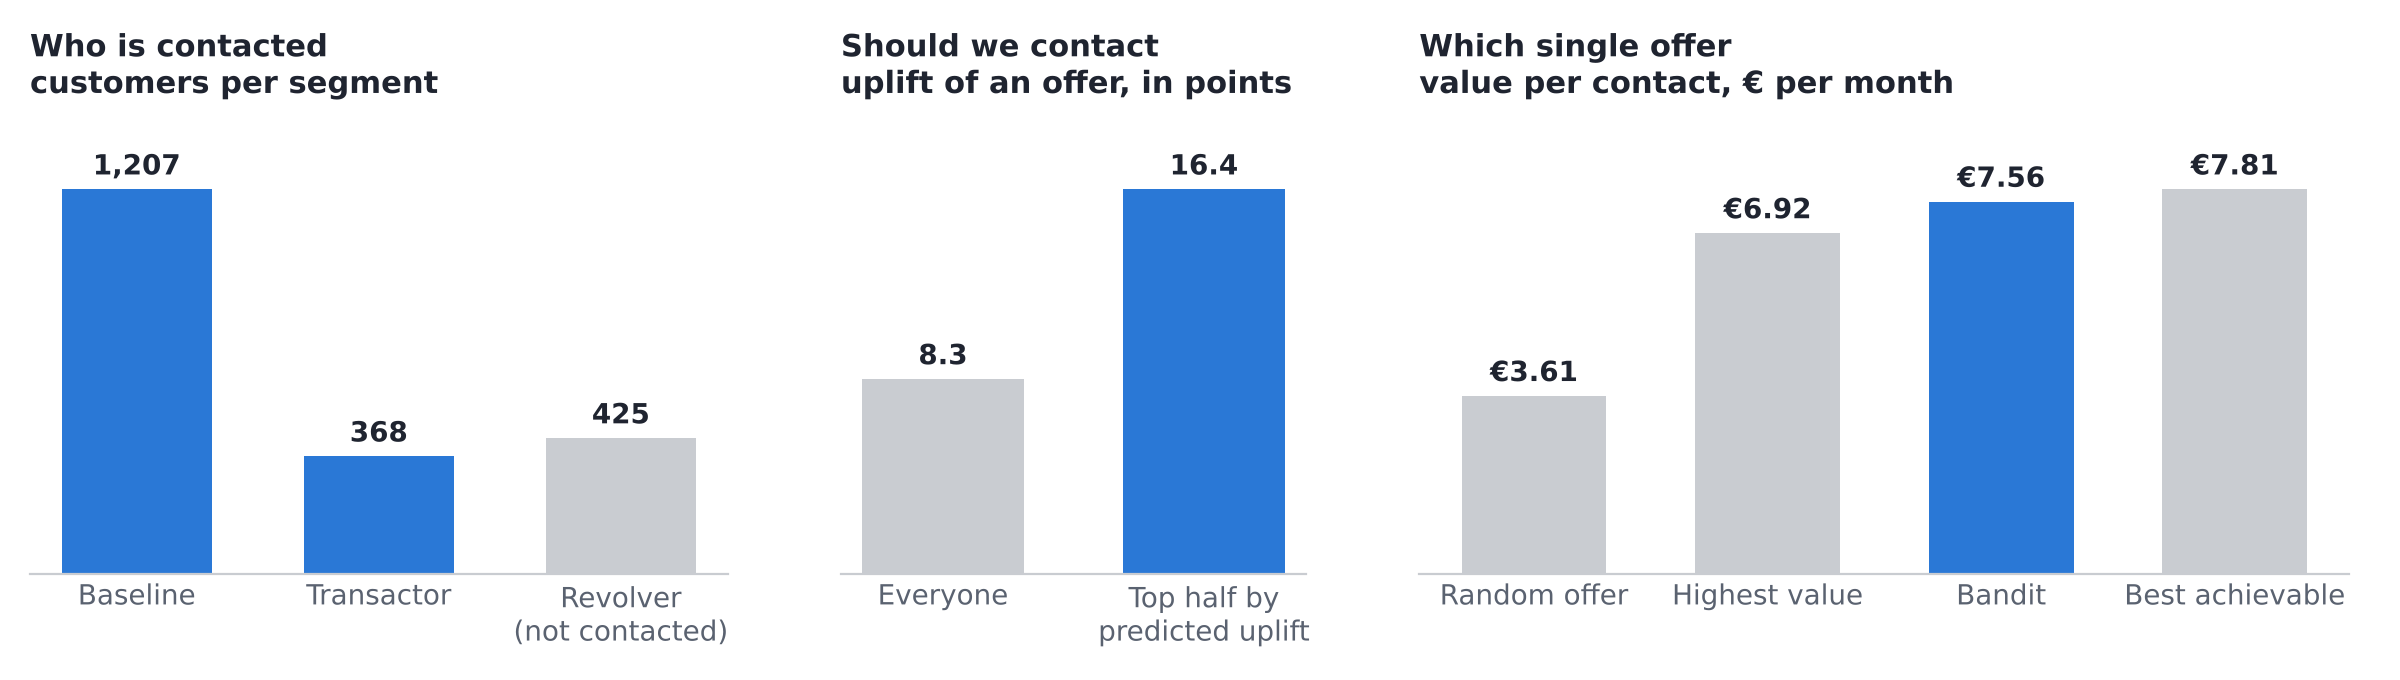 Who is contacted
customers per segment
1,207
368
425
Baseline
Transactor
Revolver
(not contacted)
Should we contact
uplift of an offer, in points
8.3
16.4
Everyone
Top half by
predicted uplift
Which single offer
value per contact, € per month
€3.61
€6.92
€7.56
€7.81
Random offer
Highest value
Bandit
Best achievable